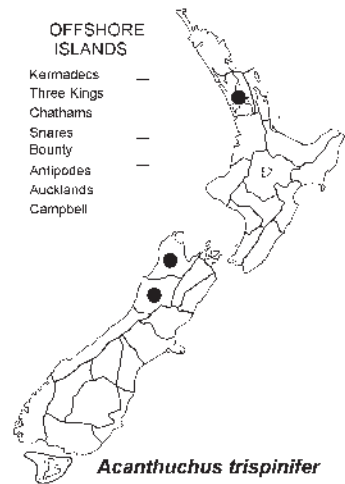 OFFSHORE
ISLANDS
Kermadecs
Three Kings
Chathams
Snares
Bounty
Antipodes
Aucklands
Campbell
Acanthuchus trispinifer